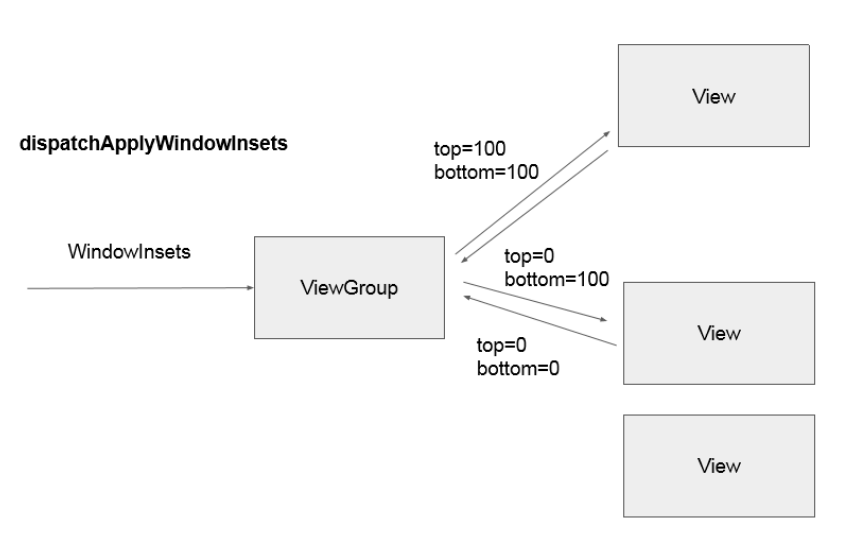 View
dispatchApplyWindowInsets
top=100
bottom=100
WindowInsets
ViewGroup
top=0
bottom=100
View
top=0
bottom=0
View